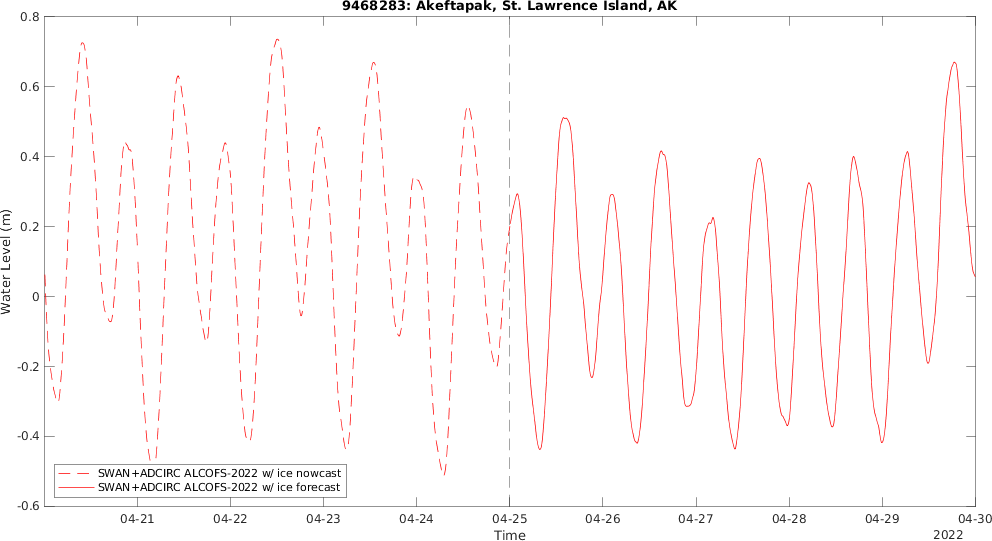 9468283: Akeftapak, St. Lawrence Island, AK
0.8
0.6
0.4
0.2
0
-0.2
-0.4
-0.6
Water Level (m)
SWAN+ADCIRC ALCOFS-2022 w/ ice nowcast
SWAN+ADCIRC ALCOFS-2022 w/ ice forecast
04-21 04-22 04-23 04-24 04-25 04-26 04-27 04-28 04-29 04-30
Time
2022